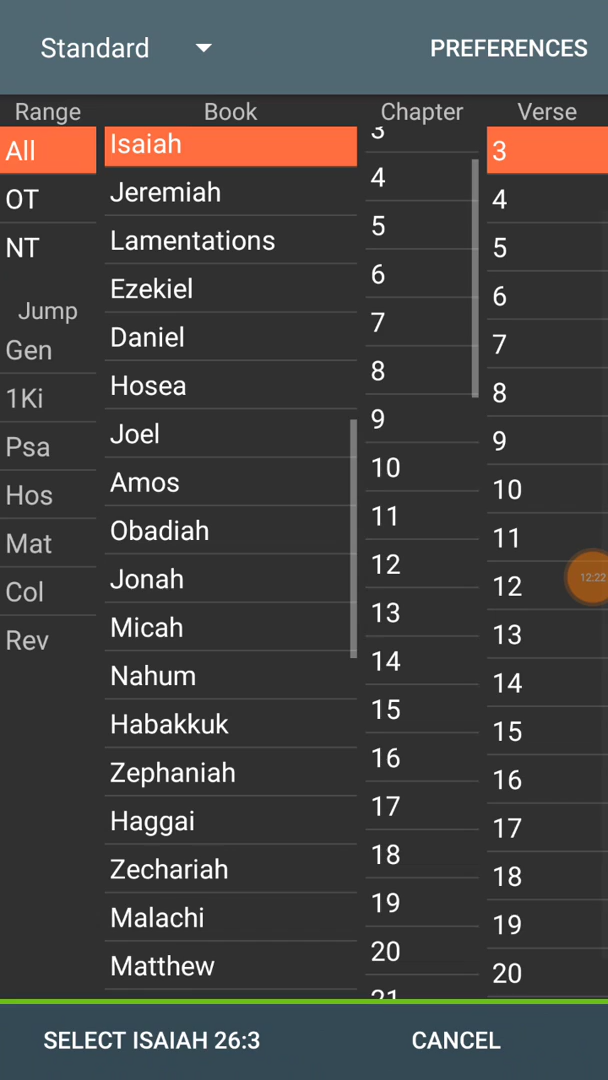 Standard
PREFERENCES
Range
Book
Chapter
Verse
All
OT
NT
Jump
Gen
1Ki
Psa
Hos
Mat
Col
Rev
Isaiah
Jeremiah
Lamentations
Ezekiel
Daniel
Hosea
Joel
Amos
Obadiah
Jonah
Micah
Nahum
Habakkuk
Zephaniah
Haggai
Zechariah
Malachi
Matthew
3
4
5
6
7
8
9
10
11
12
13
14
15
16
17
18
19
20
21
3
4
5
6
7
8
9
10
11
12
13
14
15
16
17
18
19
20
12:22
SELECT ISAIAH 26:3
CANCEL